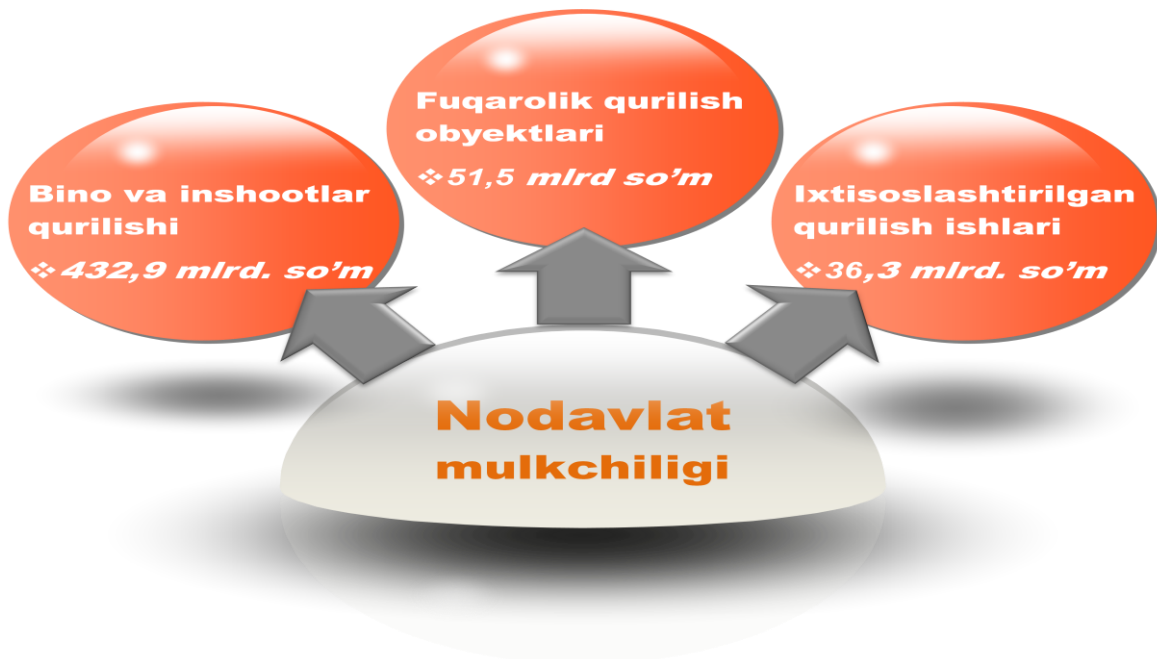 Fuqarolik qurilish
obyektlari
❖51,5 mlrd so’m
Bino va inshootlar
qurilishi
❖432,9 mlrd. so’m
Ixtisoslashtirilgan
qurilish ishlari
❖36,3 mlrd. so’m
Nodavlat
mulkchiligi